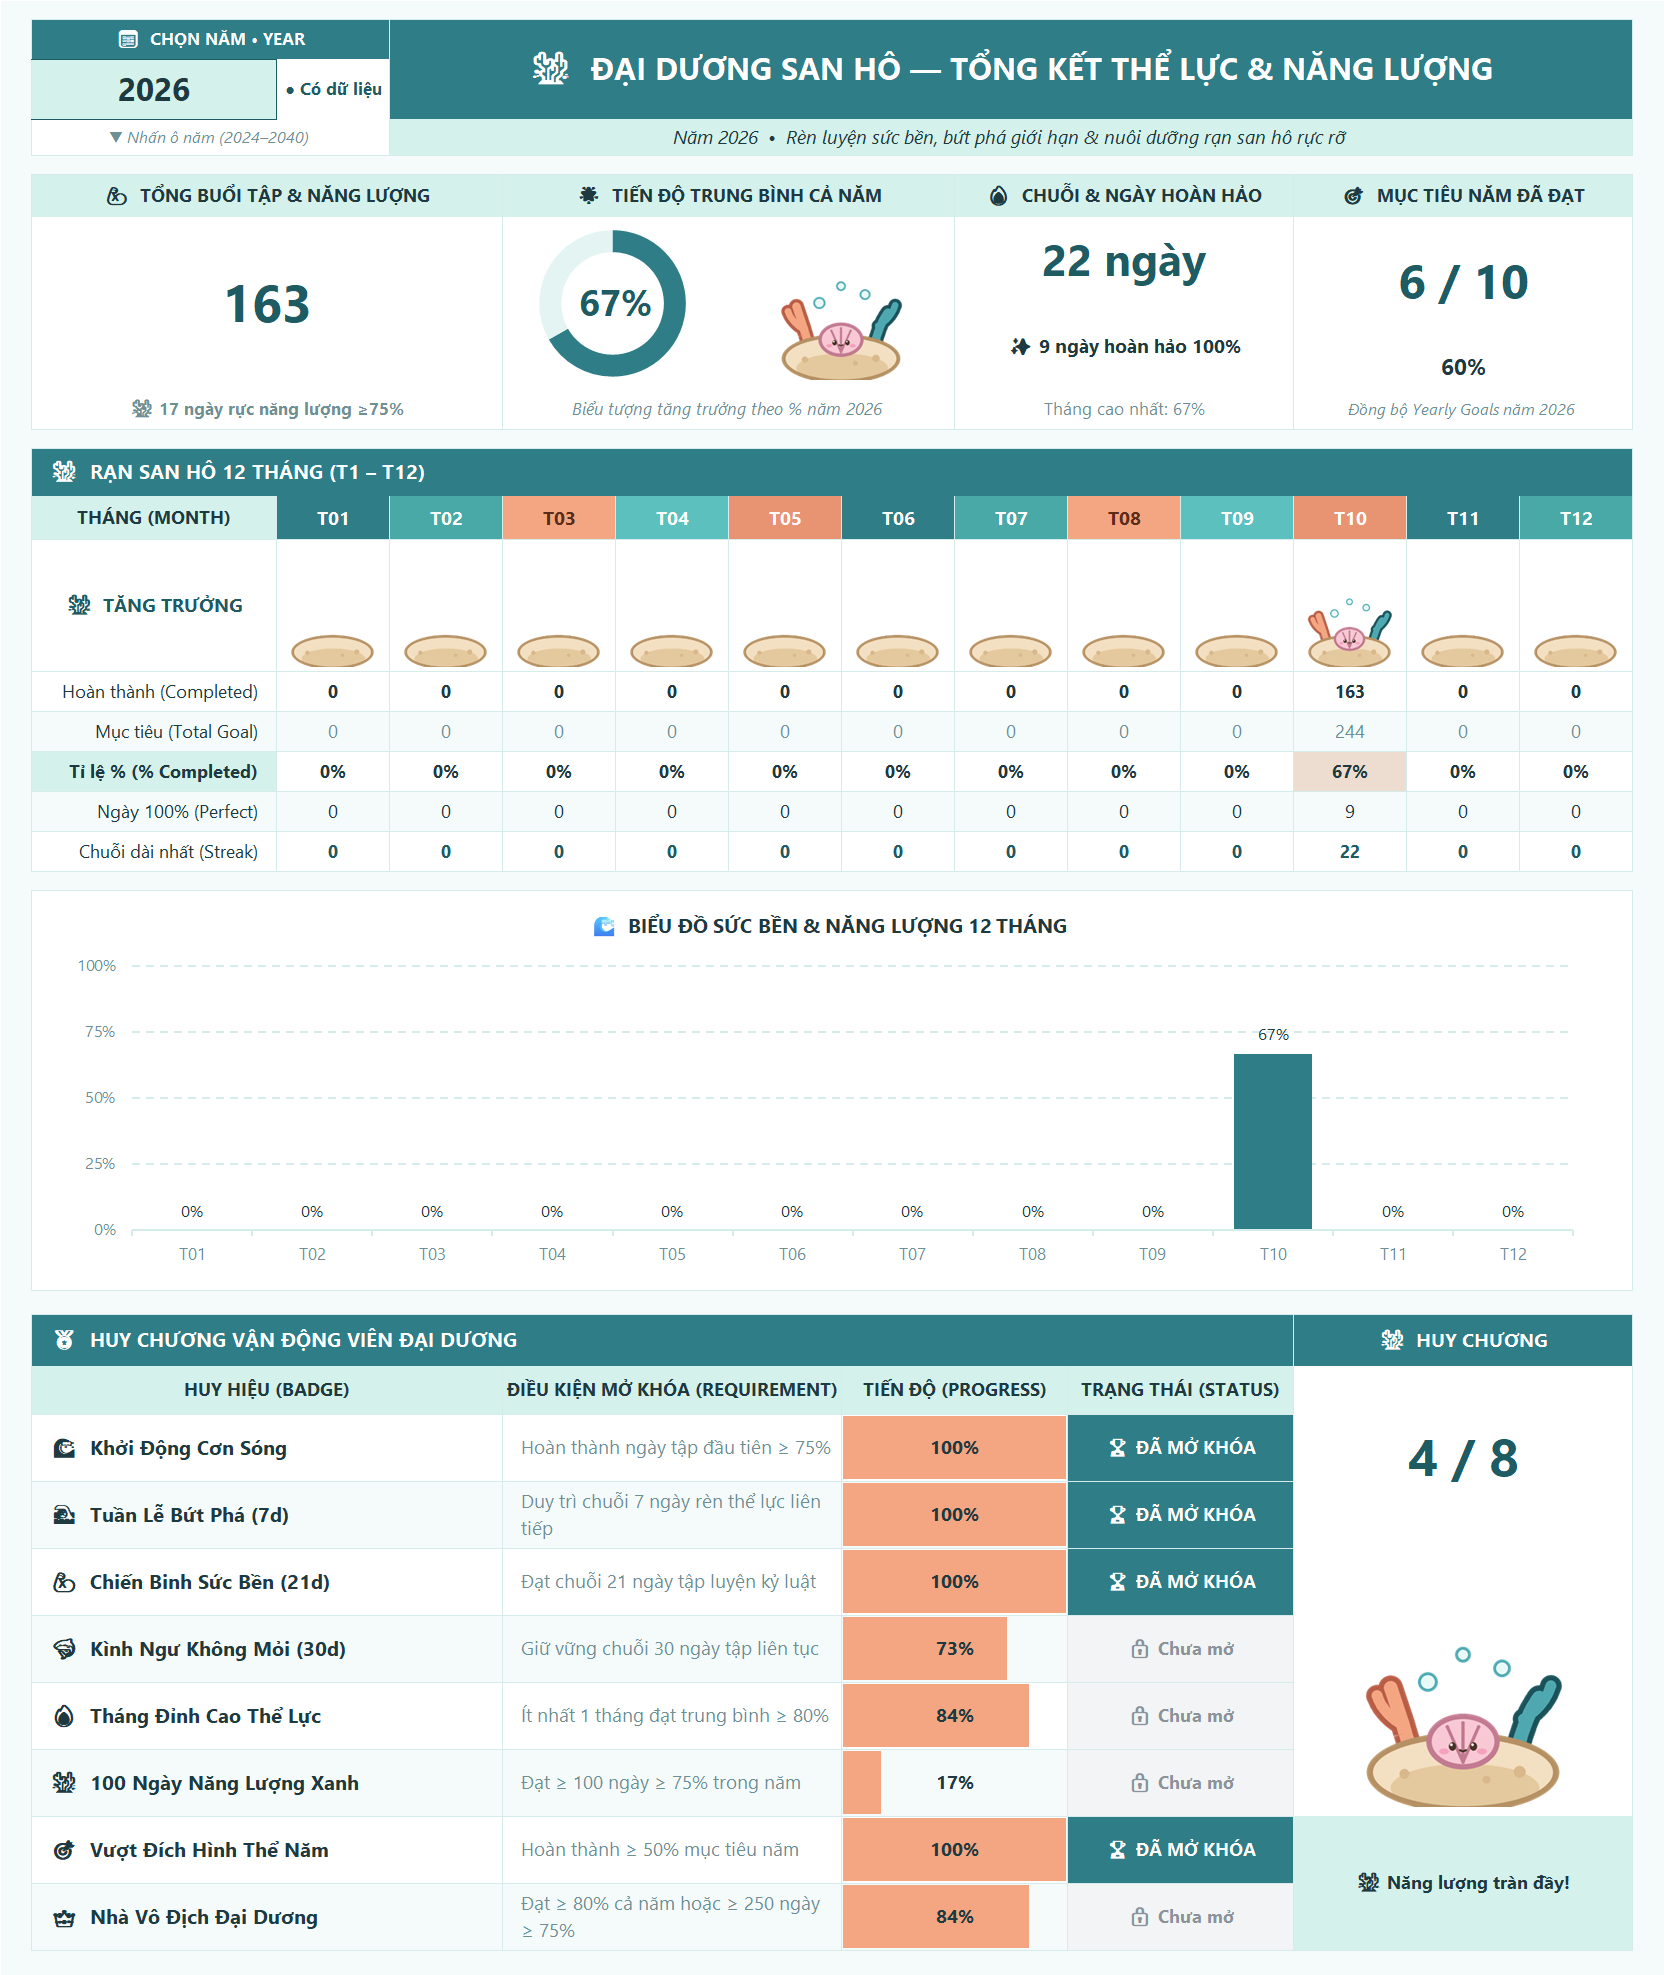 CHỌN NĂM • YEAR
2026
● Có dữ liệu
▼ Nhấn ô năm (2024–2040)
ĐẠI DƯƠNG SAN HÔ — TỔNG KẾT THỂ LỰC & NĂNG LƯỢNG
Năm 2026 • Rèn luyện sức bền, bứt phá giới hạn & nuôi dưỡng rạn san hô rực rỡ
TỔNG BUỔI TẬP & NĂNG LƯỢNG
163
17 ngày rực năng lượng ≥75%
TIẾN ĐỘ TRUNG BÌNH CẢ NĂM
67%
Biểu tượng tăng trưởng theo % năm 2026
CHUỖI & NGÀY HOÀN HẢO
22 ngày
9 ngày hoàn hảo 100%
Tháng cao nhất: 67%
MỤC TIÊU NĂM ĐÃ ĐẠT
6 / 10
60%
Đồng bộ Yearly Goals năm 2026
RẠN SAN HÔ 12 THÁNG (T1 – T12)
THÁNG (MONTH) T01 T02 T03 T04 T05 T06 T07 T08 T09 T10 T11 T12
TĂNG TRƯỞNG
Hoàn thành (Completed) 0 0 0 0 0 0 0 0 0 163 0 0
Mục tiêu (Total Goal) 0 0 0 0 0 0 0 0 0 244 0 0
Tỉ lệ % (% Completed) 0% 0% 0% 0% 0% 0% 0% 0% 0% 67% 0% 0%
Ngày 100% (Perfect) 0 0 0 0 0 0 0 0 0 9 0 0
Chuỗi dài nhất (Streak) 0 0 0 0 0 0 0 0 0 22 0 0
BIỂU ĐỒ SỨC BỀN & NĂNG LƯỢNG 12 THÁNG
100%
75%
50%
25%
0%
0% 0% 0% 0% 0% 0% 0% 0% 0% 67% 0% 0%
T01 T02 T03 T04 T05 T06 T07 T08 T09 T10 T11 T12
HUY CHƯƠNG VẬN ĐỘNG VIÊN ĐẠI DƯƠNG
HUY HIỆU (BADGE) ĐIỀU KIỆN MỞ KHÓA (REQUIREMENT) TIẾN ĐỘ (PROGRESS) TRẠNG THÁI (STATUS)
Khởi Động Cơn Sóng Hoàn thành ngày tập đầu tiên ≥ 75% 100% ĐÃ MỞ KHÓA
Tuần Lễ Bứt Phá (7d) Duy trì chuỗi 7 ngày rèn thể lực liên
tiếp 100% ĐÃ MỞ KHÓA
Chiến Binh Sức Bền (21d) Đạt chuỗi 21 ngày tập luyện kỷ luật 100% ĐÃ MỞ KHÓA
Kình Ngư Không Mỏi (30d) Giữ vững chuỗi 30 ngày tập liên tục 73% Chưa mở
Tháng Đỉnh Cao Thể Lực Ít nhất 1 tháng đạt trung bình ≥ 80% 84% Chưa mở
100 Ngày Năng Lượng Xanh Đạt ≥ 100 ngày ≥ 75% trong năm 17% Chưa mở
Vượt Đích Hình Thể Năm Hoàn thành ≥ 50% mục tiêu năm 100% ĐÃ MỞ KHÓA
Nhà Vô Địch Đại Dương Đạt ≥ 80% cả năm hoặc ≥ 250 ngày
≥ 75% 84% Chưa mở
HUY CHƯƠNG
4 / 8
Năng lượng tràn đầy!